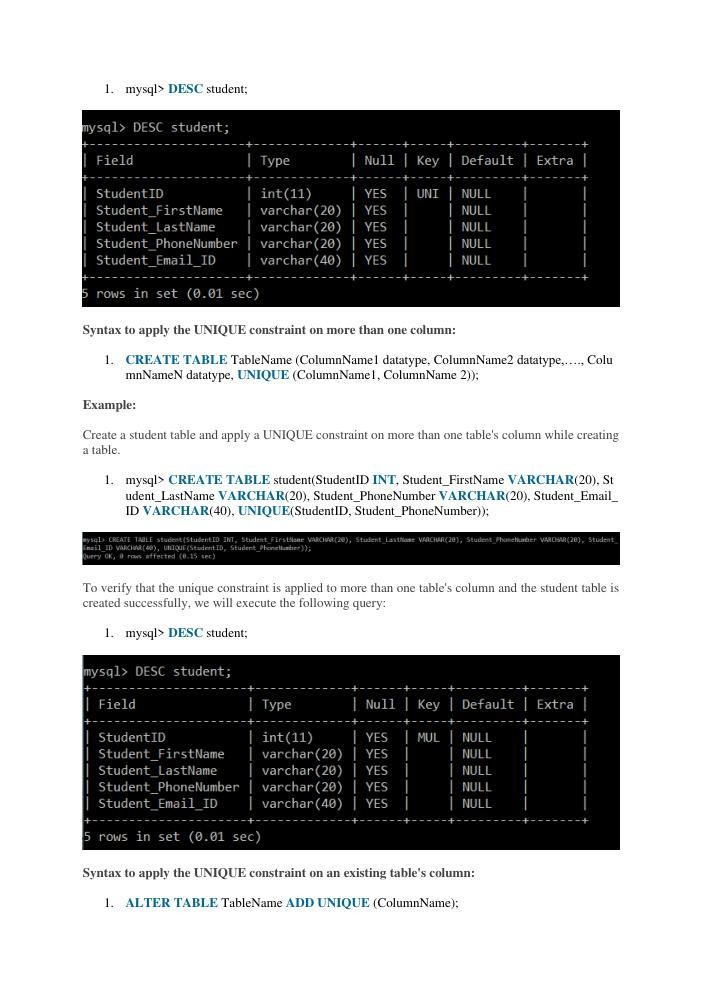 1. mysql> DESC student;
mysql> DESC student;
+--------------------+-------------+------+-----+---------+-------+
| Field | Type | Null | Key | Default | Extra |
+--------------------+-------------+------+-----+---------+-------+
| StudentID | int(11) | YES | UNI | NULL | |
| Student_FirstName | varchar(20) | YES | | NULL | |
| Student_LastName | varchar(20) | YES | | NULL | |
| Student_PhoneNumber | varchar(20) | YES | | NULL | |
| Student_Email_ID | varchar(40) | YES | | NULL | |
+--------------------+-------------+------+-----+---------+-------+
5 rows in set (0.01 sec)
Syntax to apply the UNIQUE constraint on more than one column:
1. CREATE TABLE TableName (ColumnName1 datatype, ColumnName2 datatype,…., Colu
mnNameN datatype, UNIQUE (ColumnName1, ColumnName 2));
Example:
Create a student table and apply a UNIQUE constraint on more than one table's column while creating
a table.
1. mysql> CREATE TABLE student(StudentID INT, Student_FirstName VARCHAR(20), St
udent_LastName VARCHAR(20), Student_PhoneNumber VARCHAR(20), Student_Email_
ID VARCHAR(40), UNIQUE(StudentID, Student_PhoneNumber));
mysql> CREATE TABLE student(StudentID INT, Student_FirstName VARCHAR(20), Student_LastName VARCHAR(20), Student_PhoneNumber VARCHAR(20), Student_
Email_ID VARCHAR(40), UNIQUE(StudentID, Student_PhoneNumber));
Query OK, 0 rows affected (0.15 sec)
To verify that the unique constraint is applied to more than one table's column and the student table is
created successfully, we will execute the following query:
1. mysql> DESC student;
mysql> DESC student;
+--------------------+-------------+------+-----+---------+-------+
| Field | Type | Null | Key | Default | Extra |
+--------------------+-------------+------+-----+---------+-------+
| StudentID | int(11) | YES | MUL | NULL | |
| Student_FirstName | varchar(20) | YES | | NULL | |
| Student_LastName | varchar(20) | YES | | NULL | |
| Student_PhoneNumber | varchar(20) | YES | | NULL | |
| Student_Email_ID | varchar(40) | YES | | NULL | |
+--------------------+-------------+------+-----+---------+-------+
5 rows in set (0.01 sec)
Syntax to apply the UNIQUE constraint on an existing table's column:
1. ALTER TABLE TableName ADD UNIQUE (ColumnName);